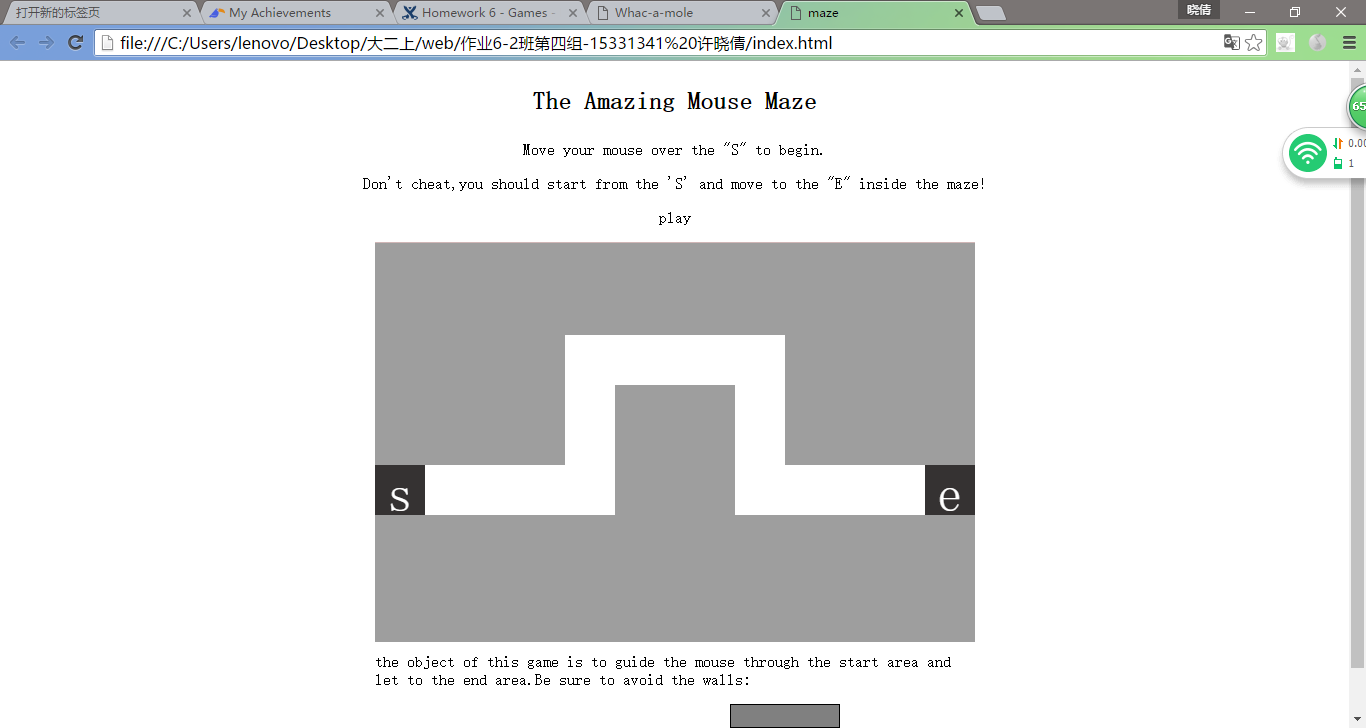 打开新的标签页
My Achievements
Homework 6 - Games -
Whac-a-mole
maze
晓倩
file:///C:/Users/lenovo/Desktop/大二上/web/作业6-2班第四组-15331341%20许晓倩/index.html
The Amazing Mouse Maze
65
Move your mouse over the "S" to begin.
0.00
1
Don't cheat,you should start from the 'S' and move to the "E" inside the maze!
play
s
e
the object of this game is to guide the mouse through the start area and
let to the end area.Be sure to avoid the walls: